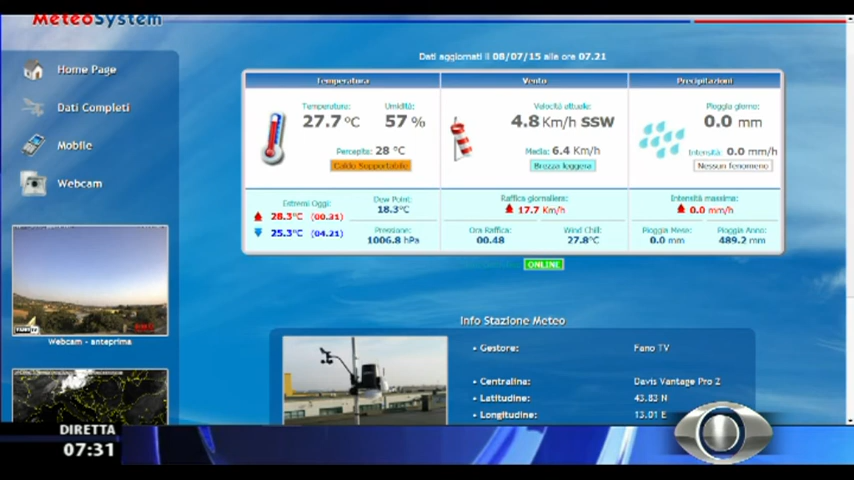 MeteoSystem
Home Page
Dati Completi
Mobile
Webcam
Webcam - anteprima
Dati aggiornati il 08/07/15 alle ore 07.21
Temperatura
Temperatura:
27.7 °C
Umidità:
57 %
Percepita: 28 °C
Caldo Sopportabile
Estremi Oggi:
28.3°C (00.31)
25.3°C (04.21)
Dew Point:
18.3°C
Pressione:
1006.8 hPa
Vento
Velocità attuale:
4.8 Km/h SSW
Media: 6.4 Km/h
Brezza leggera
Raffica giornaliera:
17.7 Km/h
Ora Raffica:
00.48
Wind Chill:
27.8°C
Precipitazioni
Pioggia giorno:
0.0 mm
Intensità: 0.0 mm/h
Nessun fenomeno
Intensità massima:
0.0 mm/h
Pioggia Mese:
0.0 mm
Pioggia Anno:
489.2 mm
ONLINE
Info Stazione Meteo
• Gestore: Fano TV
• Centralina: Davis Vantage Pro 2
• Latitudine: 43.83 N
• Longitudine: 13.01 E
DIRETTA
07:31